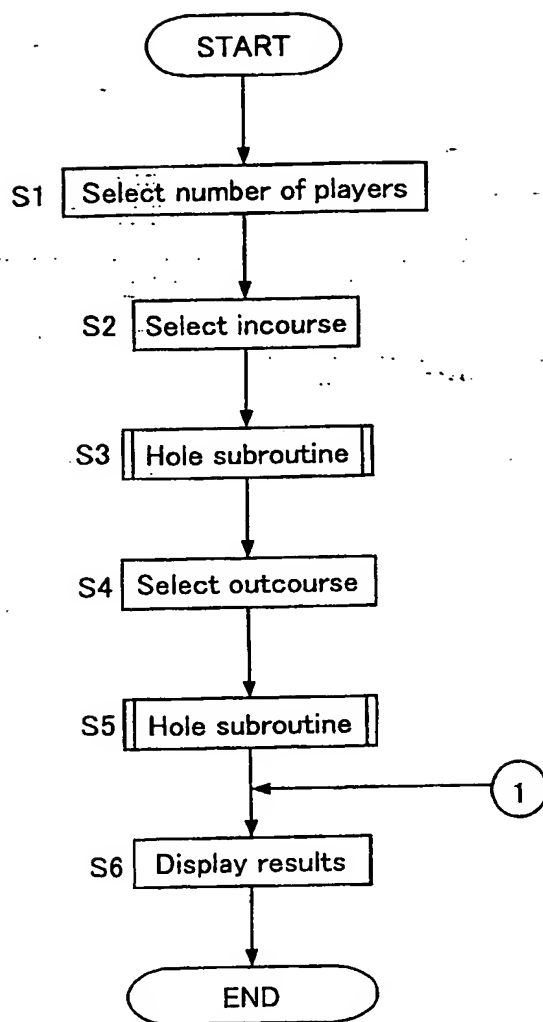 START
S1 Select number of players
S2 Select incourse
S3 Hole subroutine
S4 Select outcourse
S5 Hole subroutine
1
S6 Display results
END